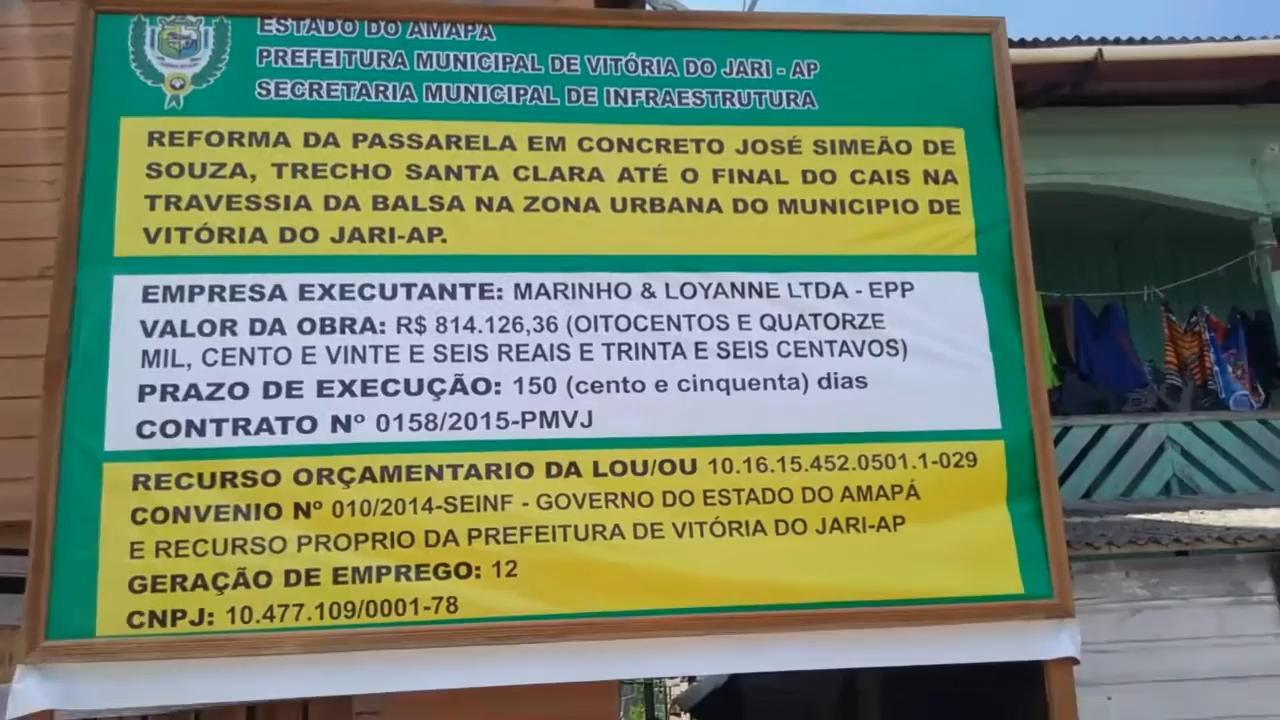 ESTADO DO AMAPÁ
PREFEITURA MUNICIPAL DE VITÓRIA DO JARI - AP
SECRETARIA MUNICIPAL DE INFRAESTRUTURA
REFORMA DA PASSARELA EM CONCRETO JOSÉ SIMEÃO DE
SOUZA, TRECHO SANTA CLARA ATÉ O FINAL DO CAIS NA
TRAVESSIA DA BALSA NA ZONA URBANA DO MUNICIPIO DE
VITÓRIA DO JARI-AP.
EMPRESA EXECUTANTE: MARINHO & LOYANNE LTDA - EPP
VALOR DA OBRA: R$ 814.126,36 (OITOCENTOS E QUATORZE
MIL, CENTO E VINTE E SEIS REAIS E TRINTA E SEIS CENTAVOS)
PRAZO DE EXECUÇÃO: 150 (cento e cinquenta) dias
CONTRATO Nº 0158/2015-PMVJ
RECURSO ORÇAMENTARIO DA LOU/OU 10.16.15.452.0501.1-029
CONVENIO Nº 010/2014-SEINF - GOVERNO DO ESTADO DO AMAPÁ
E RECURSO PROPRIO DA PREFEITURA DE VITÓRIA DO JARI-AP
GERAÇÃO DE EMPREGO: 12
CNPJ: 10.477.109/0001-78